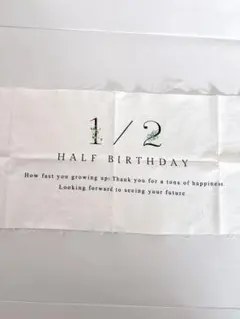 1/2
HALF BIRTHDAY
How fast you growing up-Thank you for a tons of happiness
Looking forward to seeing your future